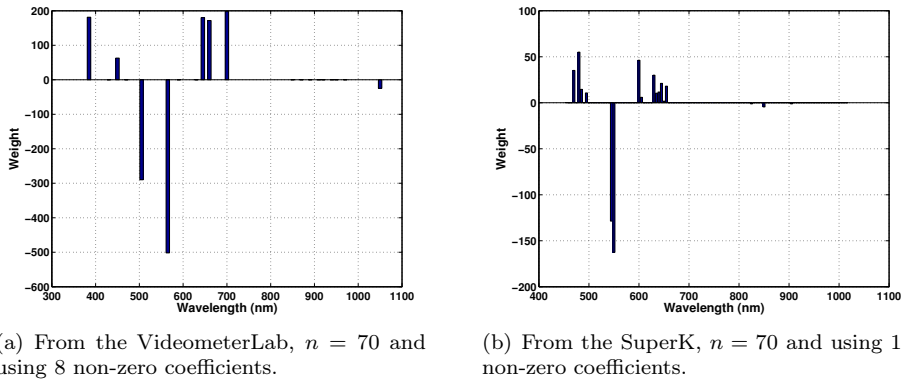 200
100
0
−100
−200
−300
−400
−500
−600
Weight
300 400 500 600 700 800 900 1000 1100
Wavelength (nm)
100
50
0
−50
−100
−150
−200
Weight
400 500 600 700 800 900 1000 1100
Wavelength (nm)
(a) From the VideometerLab, n = 70 and
using 8 non-zero coefficients.
(b) From the SuperK, n = 70 and using 1
non-zero coefficients.